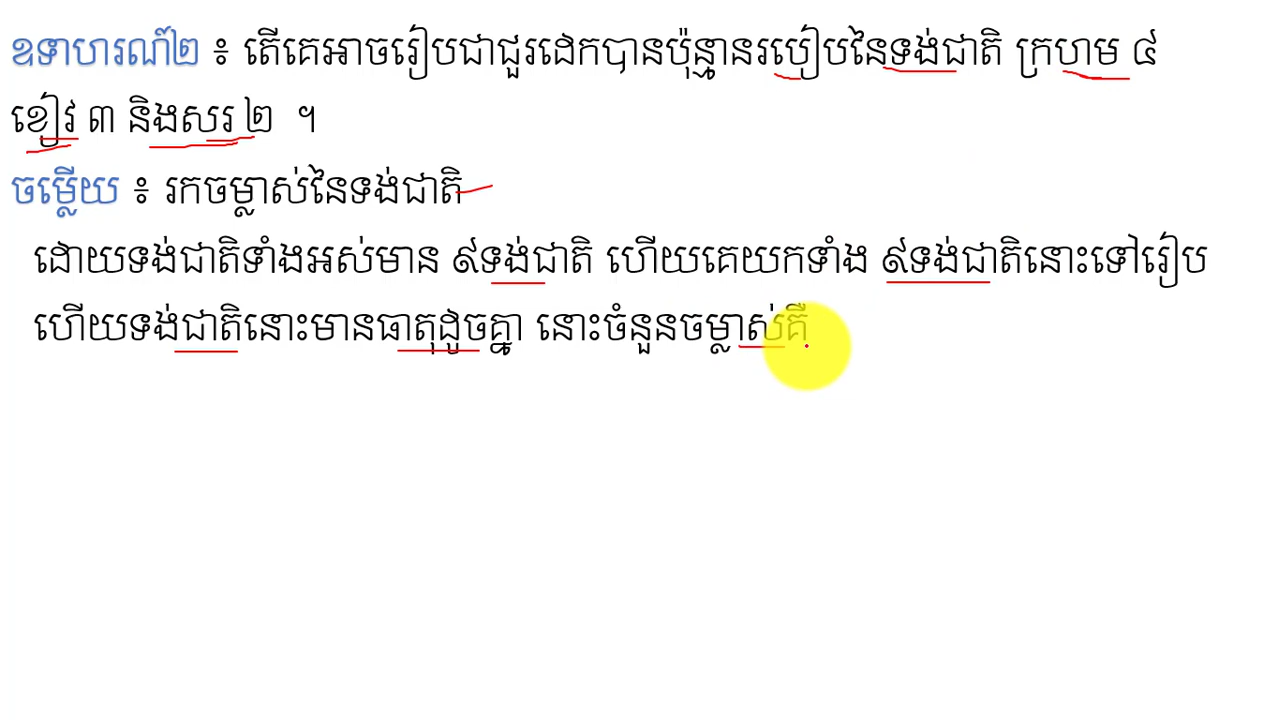 ឧទាហរណ៍២ ៖ តើគេអាចរៀបជាជួរដេកបានប៉ុន្មានរបៀបនៃទង់ជាតិ ក្រហម ៤
ខៀវ ៣ និងសរ ២ ។
ចម្លើយ ៖ រកចម្លាស់នៃទង់ជាតិ
ដោយទង់ជាតិទាំងអស់មាន ៩ទង់ជាតិ ហើយគេយកទាំង ៩ទង់ជាតិនោះទៅរៀប
ហើយទង់ជាតិនោះមានធាតុដូចគ្នា នោះចំនួនចម្លាស់គឺ